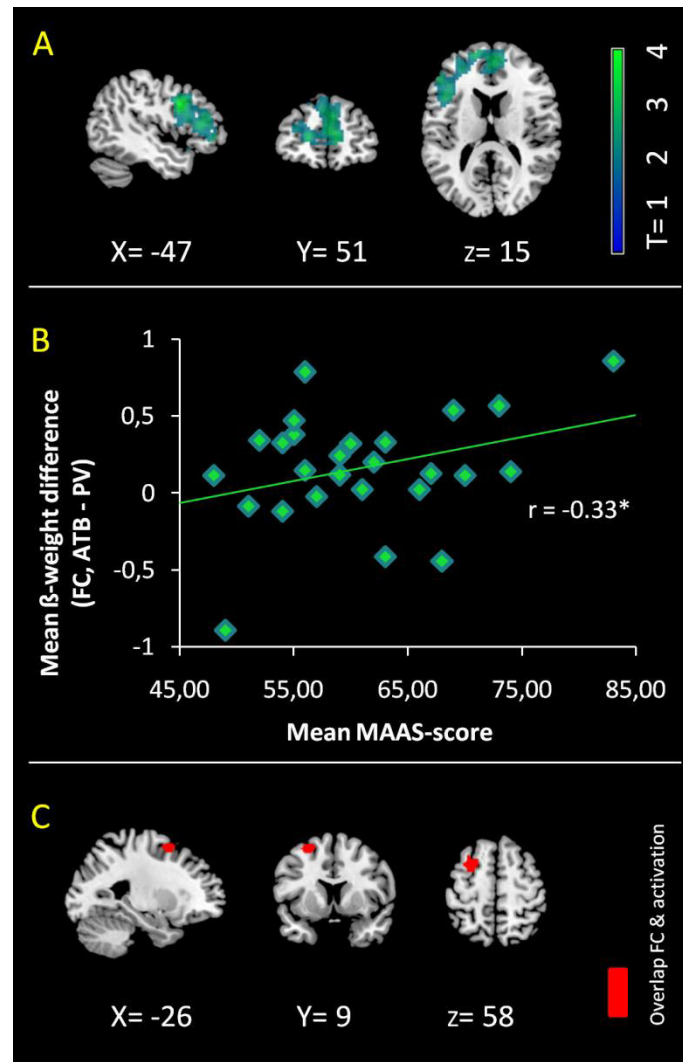 A
X= -47
Y= 51
z= 15
T= 1 2 3 4
B
Mean ß-weight difference
(FC, ATB - PV)
1
0,5
0
-0,5
-1
r = -0.33*
45,00 55,00 65,00 75,00 85,00
Mean MAAS-score
C
X= -26
Y= 9
z= 58
Overlap FC & activation